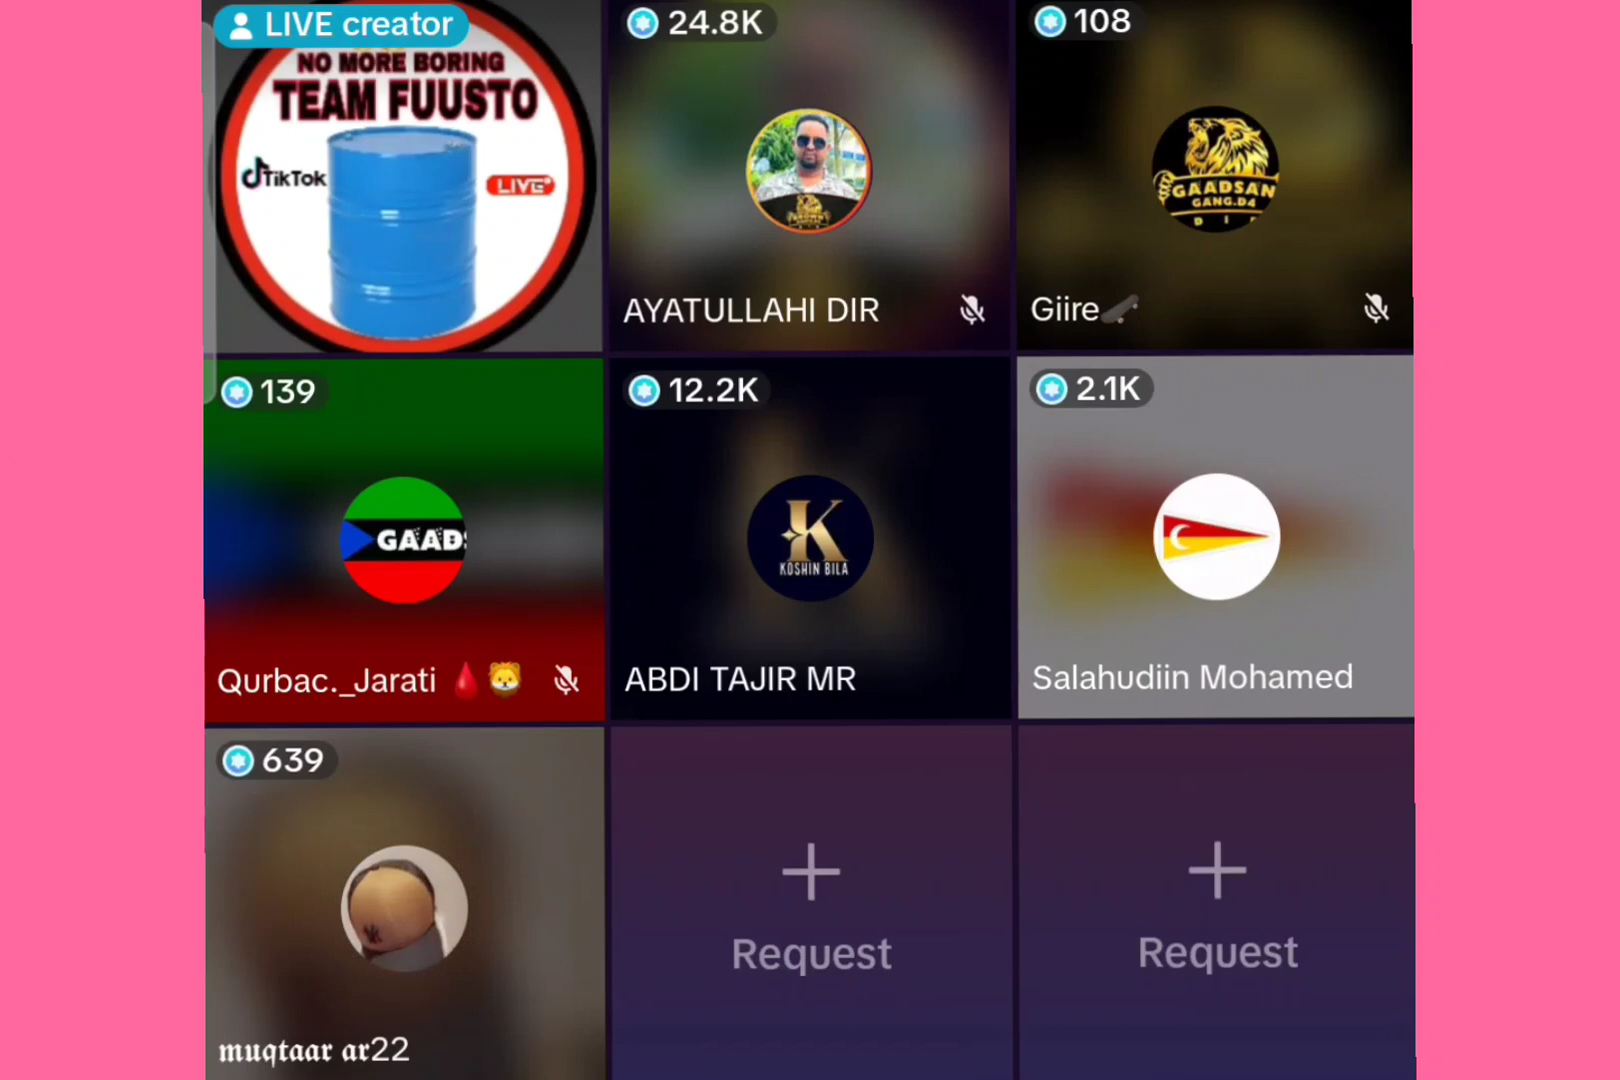 LIVE creator
NO MORE BORING
TEAM FUUSTO
TikTok
LIVE
24.8K
AYATULLAHI DIR
108
GAADSAN
GANG.D4
Giire
139
GAAD
Qurbac._Jarati
12.2K
K
KOSHIN BILA
ABDI TAJIR MR
2.1K
Salahudiin Mohamed
639
muqtaar ar22
Request
Request